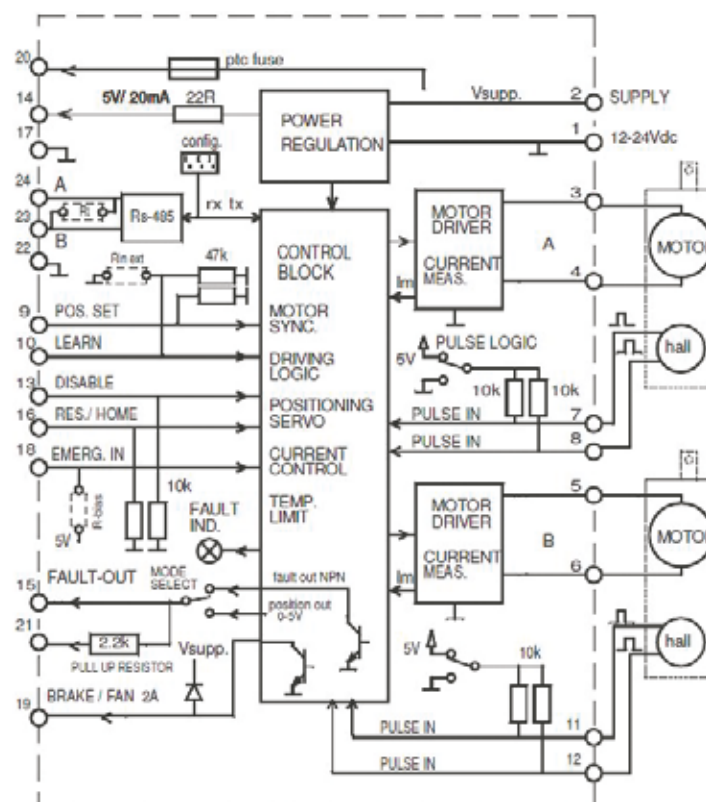 20
ptc fuse
14
5V/ 20mA
22R
17
config.
POWER
REGULATION
Vsupp.
2
SUPPLY
1
12-24Vdc
24
A
23
B
22
Rs-485
rx tx
Rin ext
47k
9
POS. SET
10
LEARN
13
DISABLE
16
RES./ HOME
18
EMERG. IN
R-bias
5V
10k
CONTROL
BLOCK
MOTOR
SYNC.
DRIVING
LOGIC
POSITIONING
SERVO
CURRENT
CONTROL
TEMP.
LIMIT
FAULT
IND.
15
FAULT-OUT
MODE
SELECT
fault out NPN
position out
0-5V
21
2.2k
PULL UP RESISTOR
Vsupp.
19
BRAKE / FAN 2A
MOTOR
DRIVER
CURRENT
MEAS.
A
Im
3
4
MOTOR
hall
5V
PULSE LOGIC
10k
10k
PULSE IN
7
PULSE IN
8
MOTOR
DRIVER
CURRENT
MEAS.
B
Im
5
6
MOTOR
hall
5V
10k
PULSE IN
11
PULSE IN
12